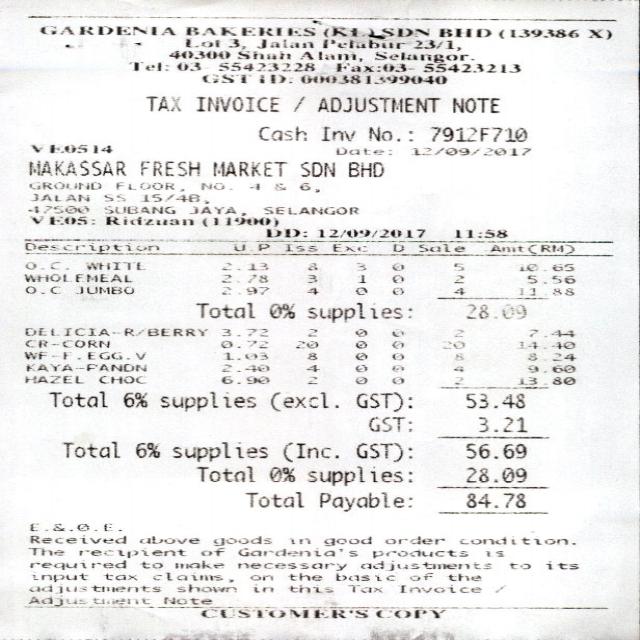 GARDENIA BAKERIES (KL) SDN BHD (139386 X)
Lot 3, Jalan Pelabur 23/1,
40300 Shah Alam, Selangor.
Tel: 03- 55423228 Fax:03- 55423213
GST ID: 000381399040
TAX INVOICE / ADJUSTMENT NOTE
Cash Inv No.: 7912F710
VE0514 Date: 12/09/2017
MAKASSAR FRESH MARKET SDN BHD
GROUND FLOOR, NO. 4 & 6,
JALAN SS 15/4B,
47500 SUBANG JAYA, SELANGOR
VE05: Ridzuan (11900)
DD: 12/09/2017 11:58
Description U.P Iss Exc D Sale Amt(RM)
O.C. WHITE 2.13 8 3 0 5 10.65
WHOLEMEAL 2.78 3 1 0 2 5.56
O.C JUMBO 2.97 4 0 0 4 11.88
Total 0% supplies: 28.09
DELICIA-R/BERRY 3.72 2 0 0 2 7.44
CR-CORN 0.72 20 0 0 20 14.40
WF-F.EGG.V 1.03 8 0 0 8 8.24
KAYA-PANDN 2.40 4 0 0 4 9.60
HAZEL CHOC 6.90 2 0 0 2 13.80
Total 6% supplies (excl. GST): 53.48
GST: 3.21
Total 6% supplies (Inc. GST): 56.69
Total 0% supplies: 28.09
Total Payable: 84.78
E.&.O.E.
Received above goods in good order condition.
The recipient of Gardenia's products is
required to make necessary adjustments to its
input tax claims, on the basic of the
adjustments shown in this Tax Invoice /
Adjustment Note
CUSTOMER'S COPY